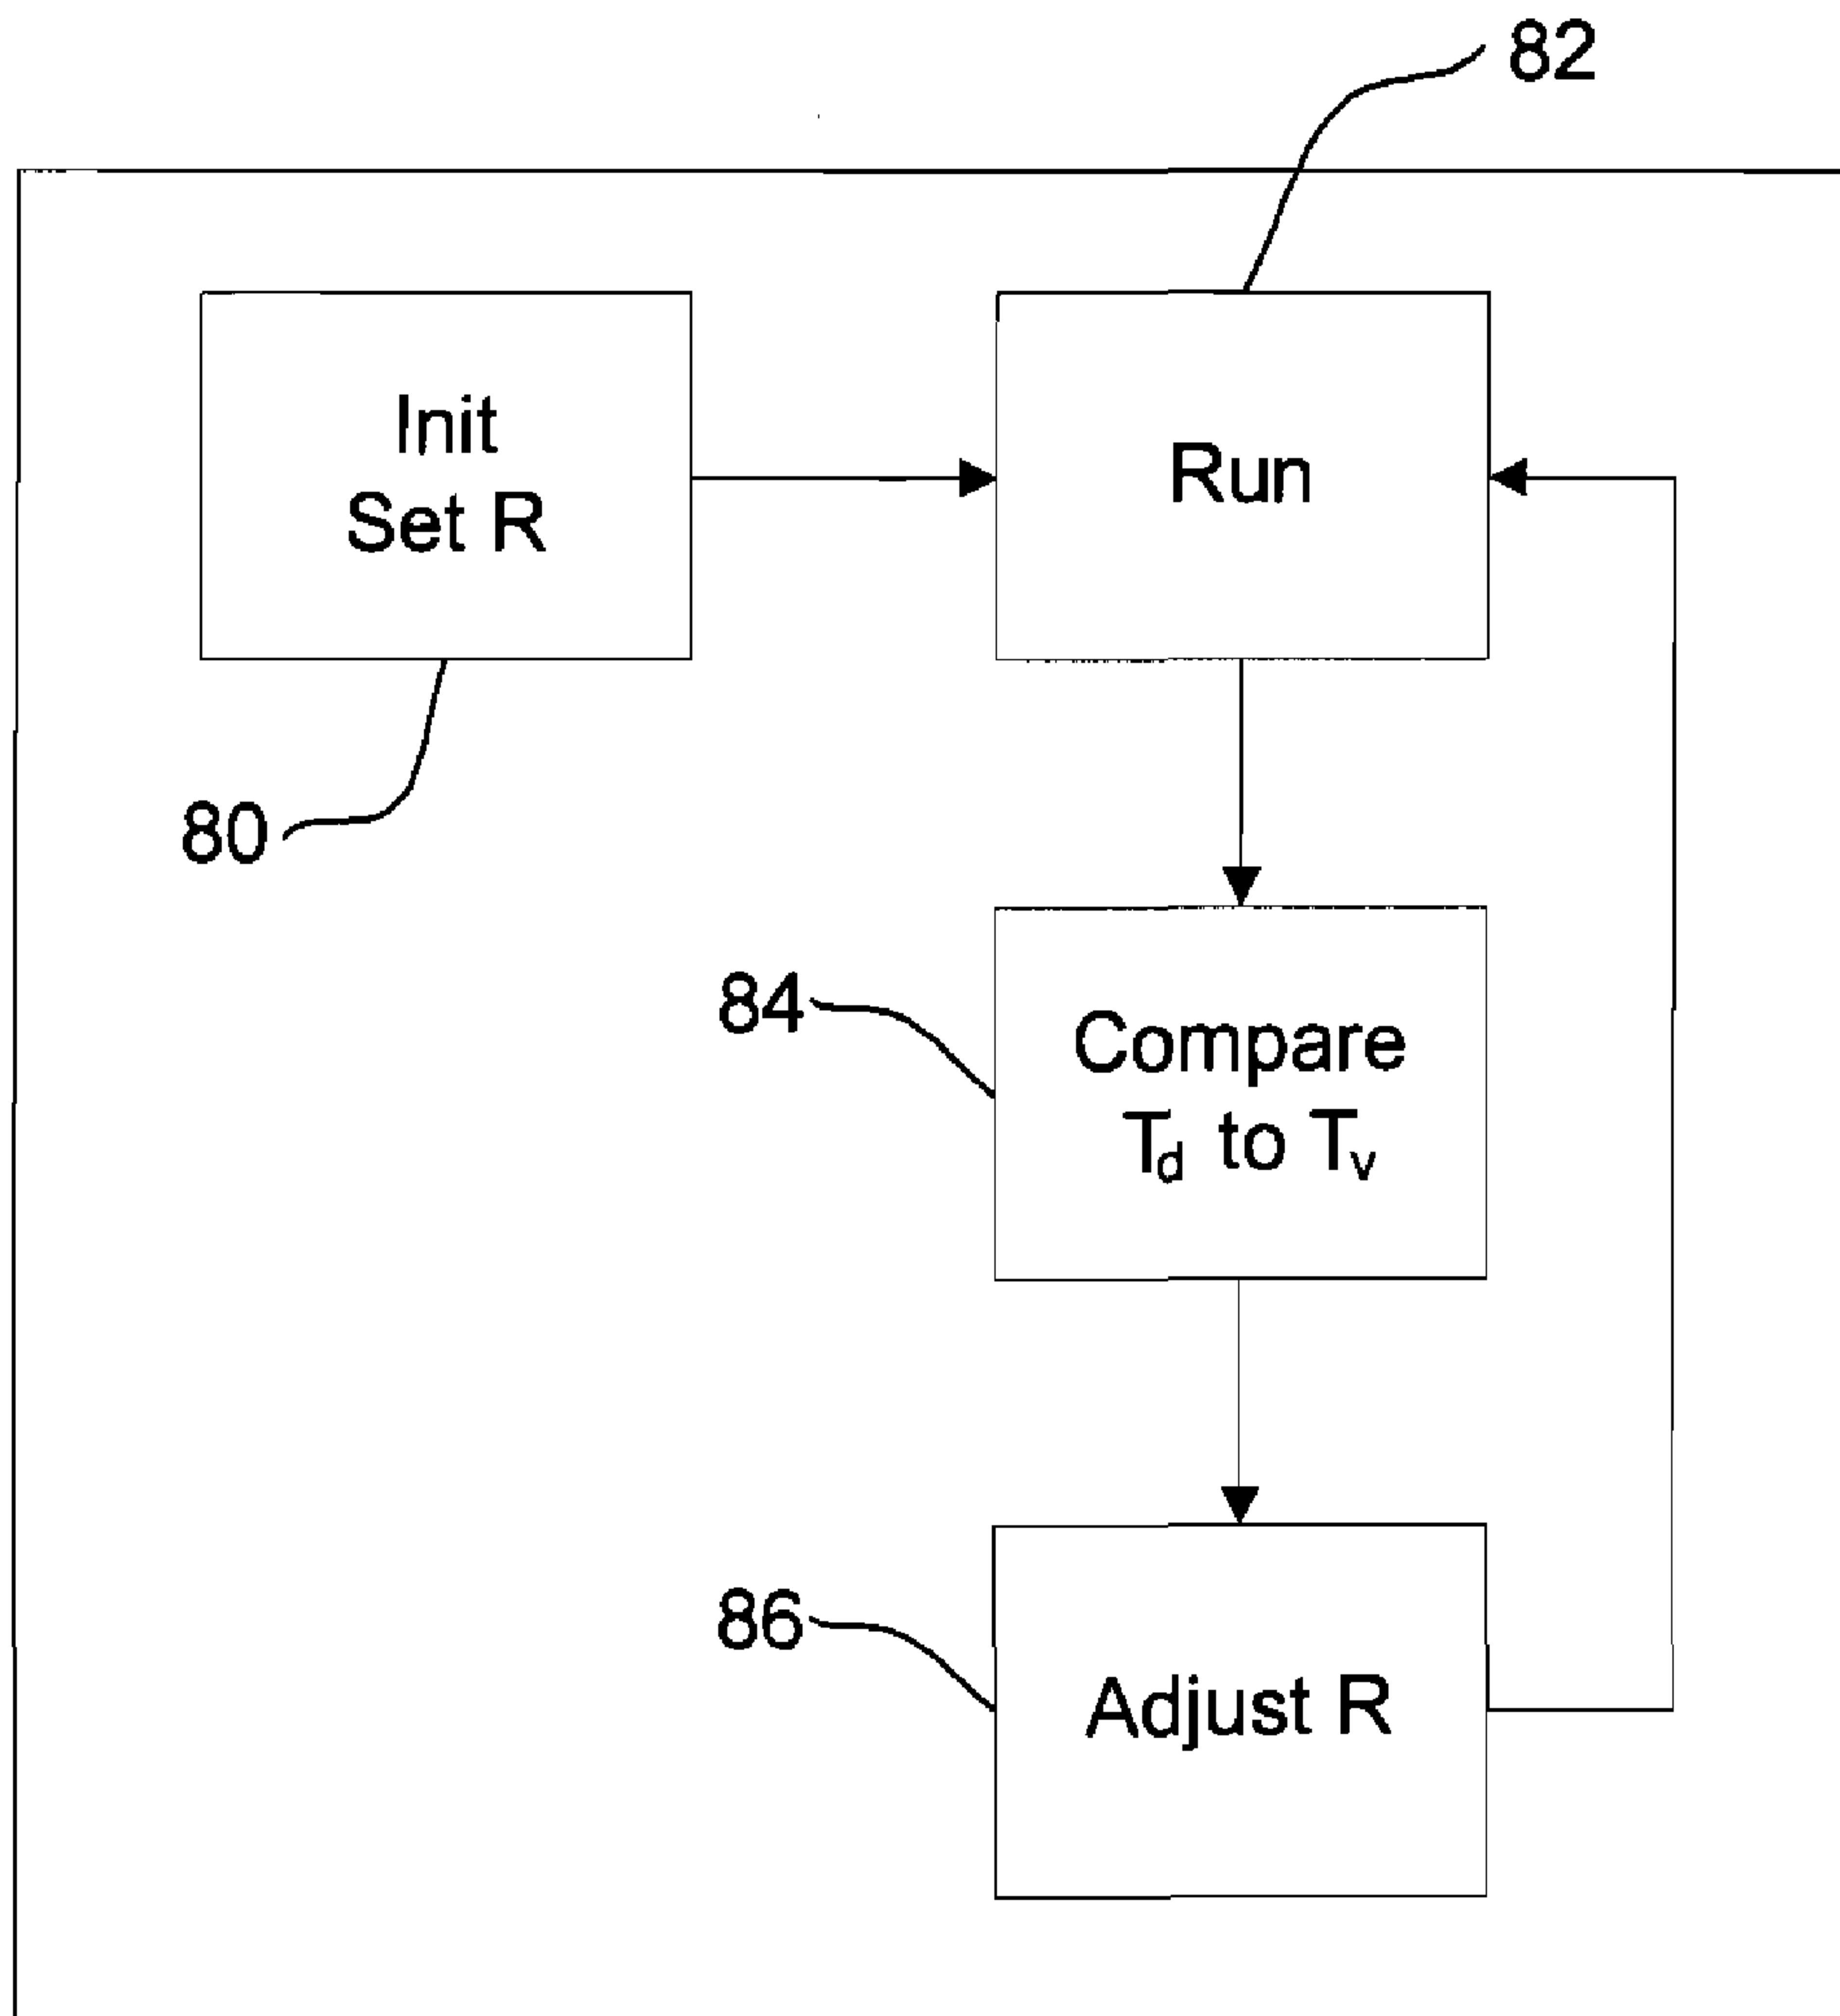 82
Init
Set R
Run
80
84
Compare
T_d to T_v
86
Adjust R